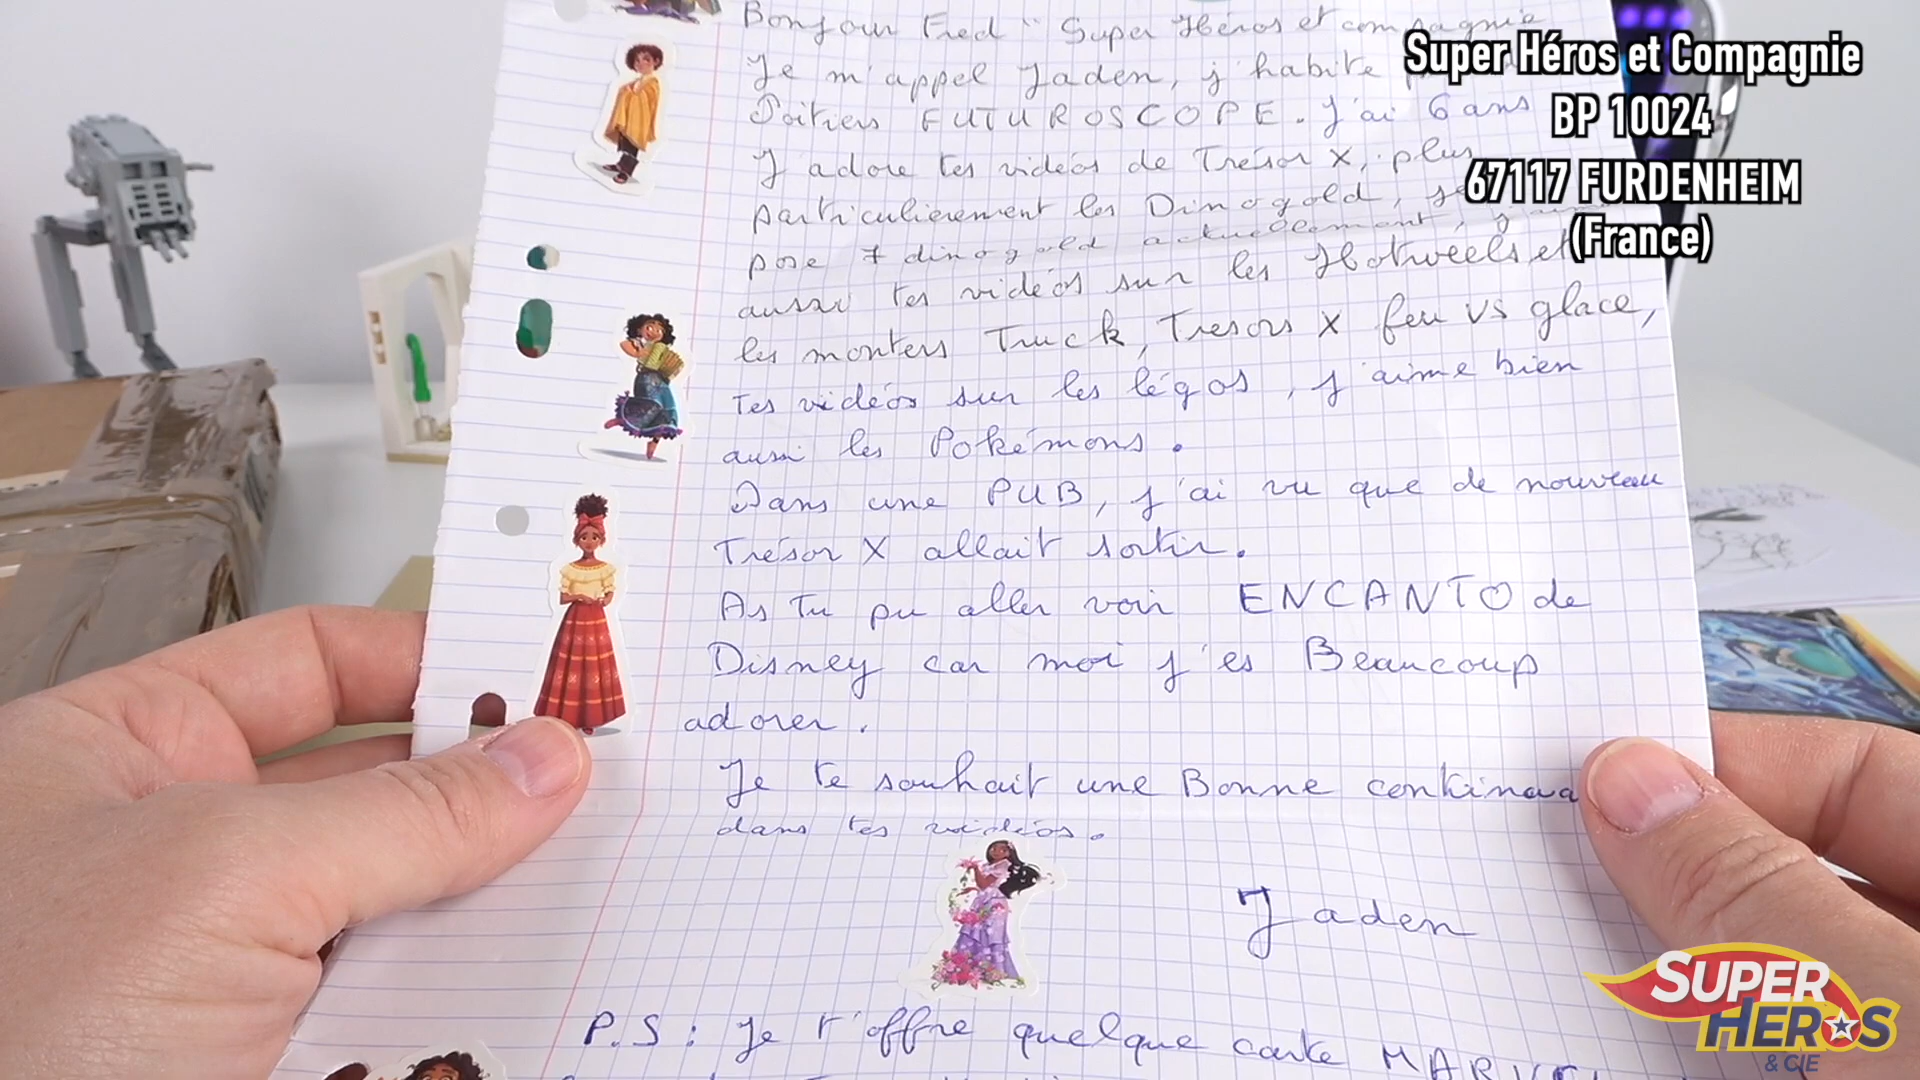 Super Héros et Compagnie
BP 10024
67117 FURDENHEIM
(France)
Bonjour Fred "Super Héros et compagnie
Je m'appel Jaden, j'habite
Poitiers FUTUROSCOPE. J'ai 6 ans
J'adore tes vidéos de Trésor X, plus
particulierement les Dinogold,
pose 7 dinogold actuellement,
aussi tes vidéos sur les Hotweels et
les monters Truck, Tresors X feu vs glace,
Tes vidéos sur les légos, j'aime bien
aussi les Pokémons.
Dans une PUB, j'ai vu que de nouveau
Trésor X allait sortir.
As tu pu aller voir ENCANTO de
Disney car moi j'es Beaucoup
adorer.
Je te souhait une Bonne
dans tes vidéos.
Jaden
P.S: Je t'offre quelque carte
SUPER
HEROS
& CIE